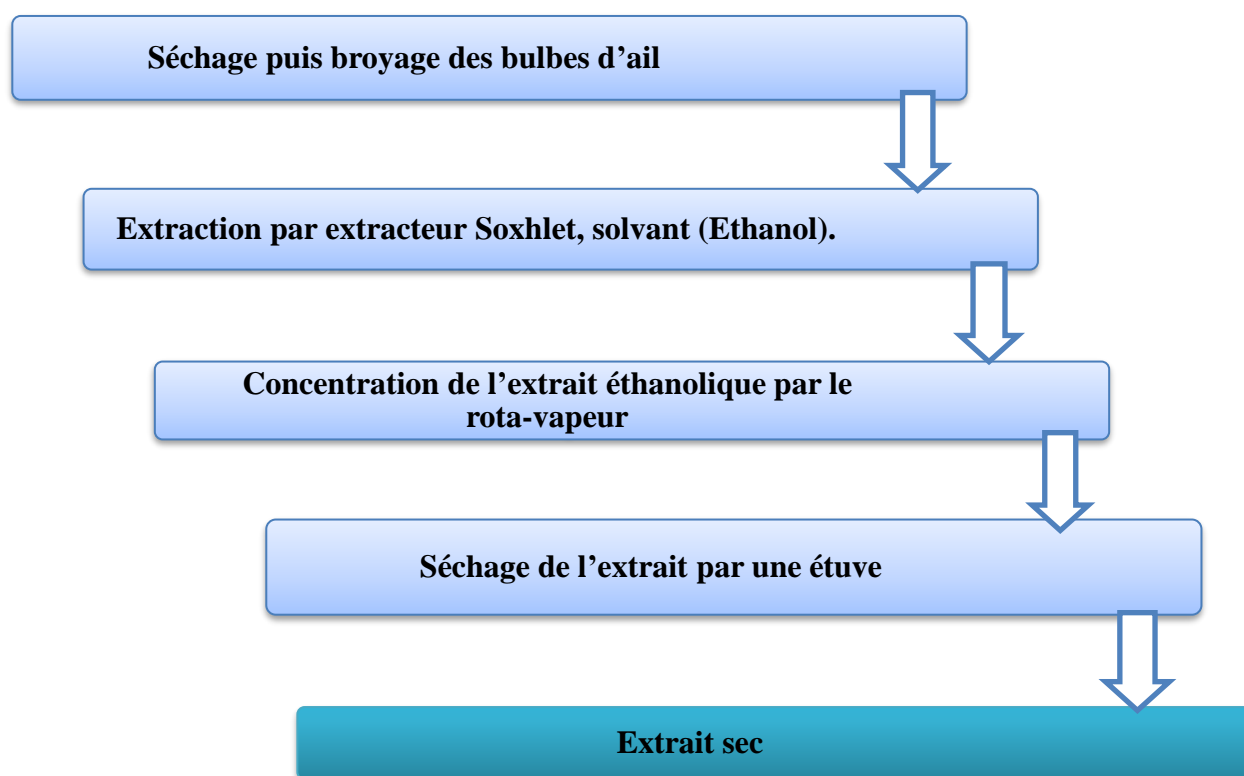 Séchage puis broyage des bulbes d’ail
Extraction par extracteur Soxhlet, solvant (Ethanol).
Concentration de l’extrait éthanolique par le
rota-vapeur
Séchage de l’extrait par une étuve
Extrait sec